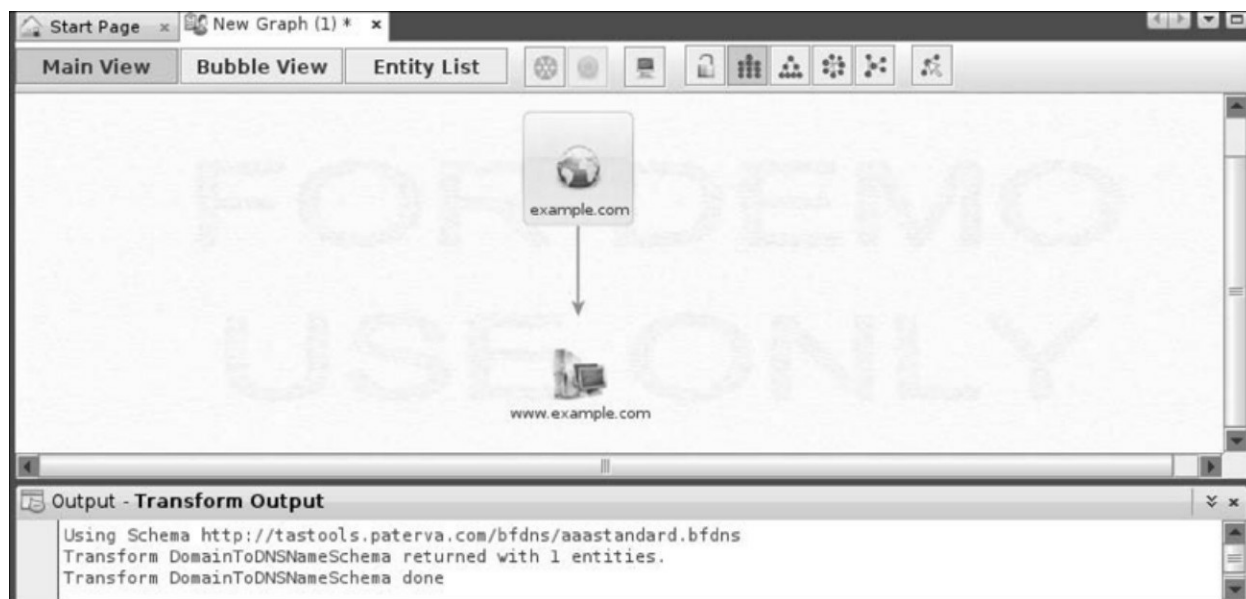 Start Page
New Graph (1) *
Main View
Bubble View
Entity List
FOR DEMO
USE ONLY
example.com
www.example.com
Output - Transform Output
Using Schema http://tastools.paterva.com/bfdns/aaastandard.bfdns
Transform DomainToDNSNameSchema returned with 1 entities.
Transform DomainToDNSNameSchema done